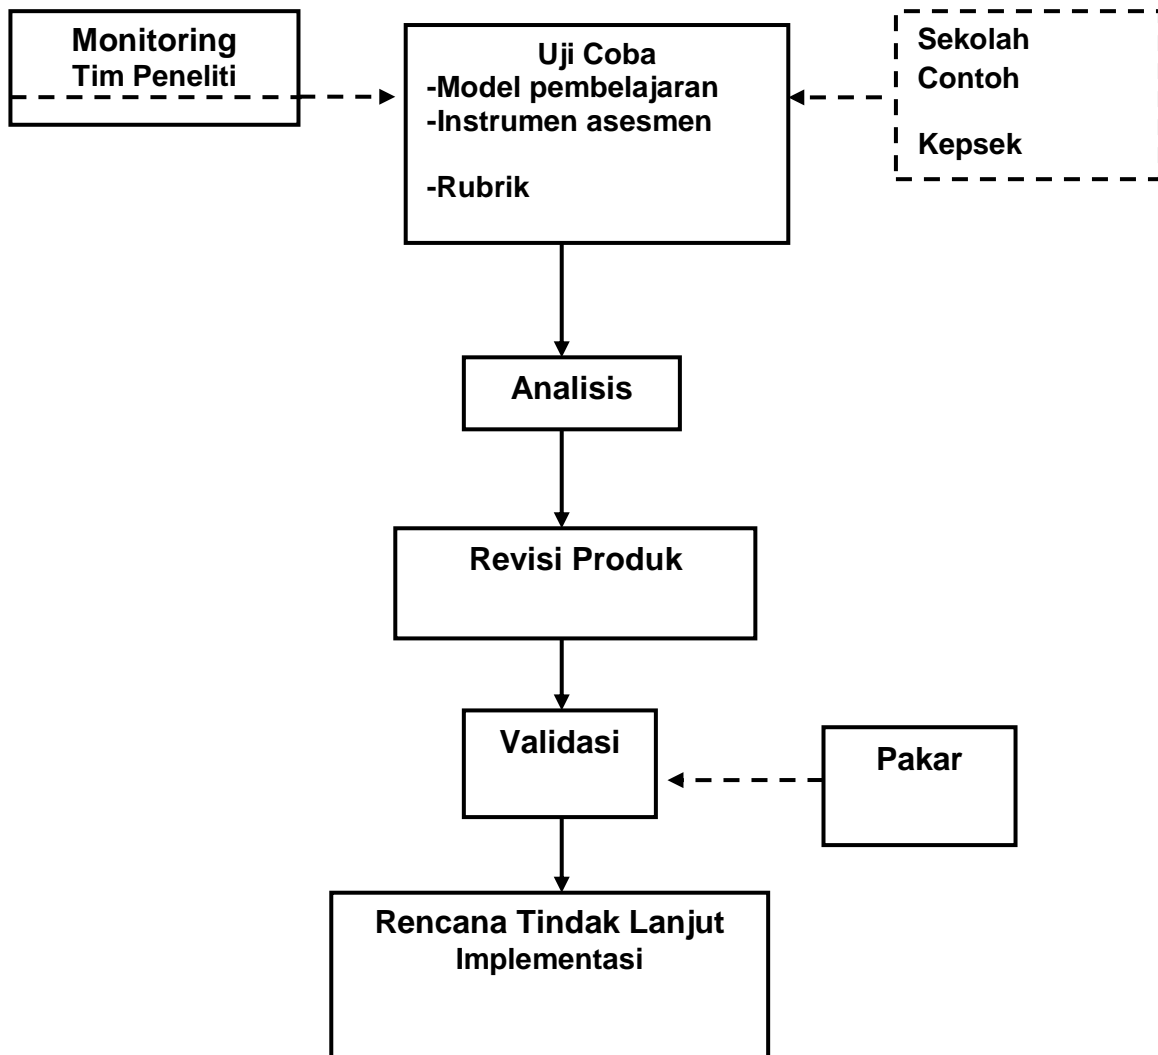 Monitoring
Tim Peneliti
Uji Coba
-Model pembelajaran
-Instrumen asesmen
-Rubrik
Sekolah
Contoh
Kepsek
Analisis
Revisi Produk
Validasi
Pakar
Rencana Tindak Lanjut
Implementasi